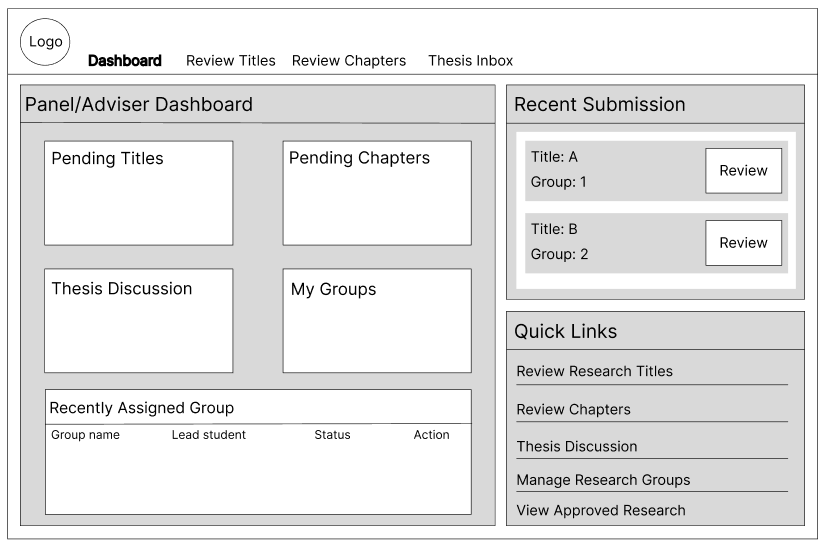 Logo
Dashboard Review Titles Review Chapters Thesis Inbox
Panel/Adviser Dashboard
Pending Titles
Pending Chapters
Thesis Discussion
My Groups
Recently Assigned Group
Group name Lead student Status Action
Recent Submission
Title: A
Group: 1
Review
Title: B
Group: 2
Review
Quick Links
Review Research Titles
Review Chapters
Thesis Discussion
Manage Research Groups
View Approved Research